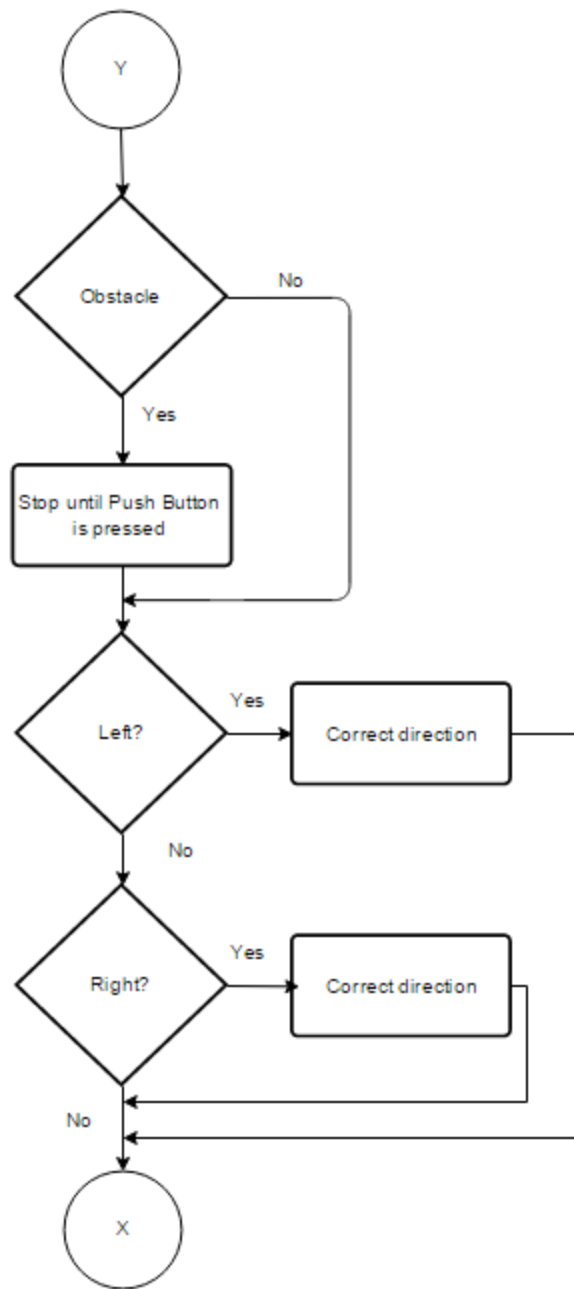 Y
Obstacle
No
Yes
Stop until Push Button
is pressed
Left?
Yes
Correct direction
No
Right?
Yes
Correct direction
No
X